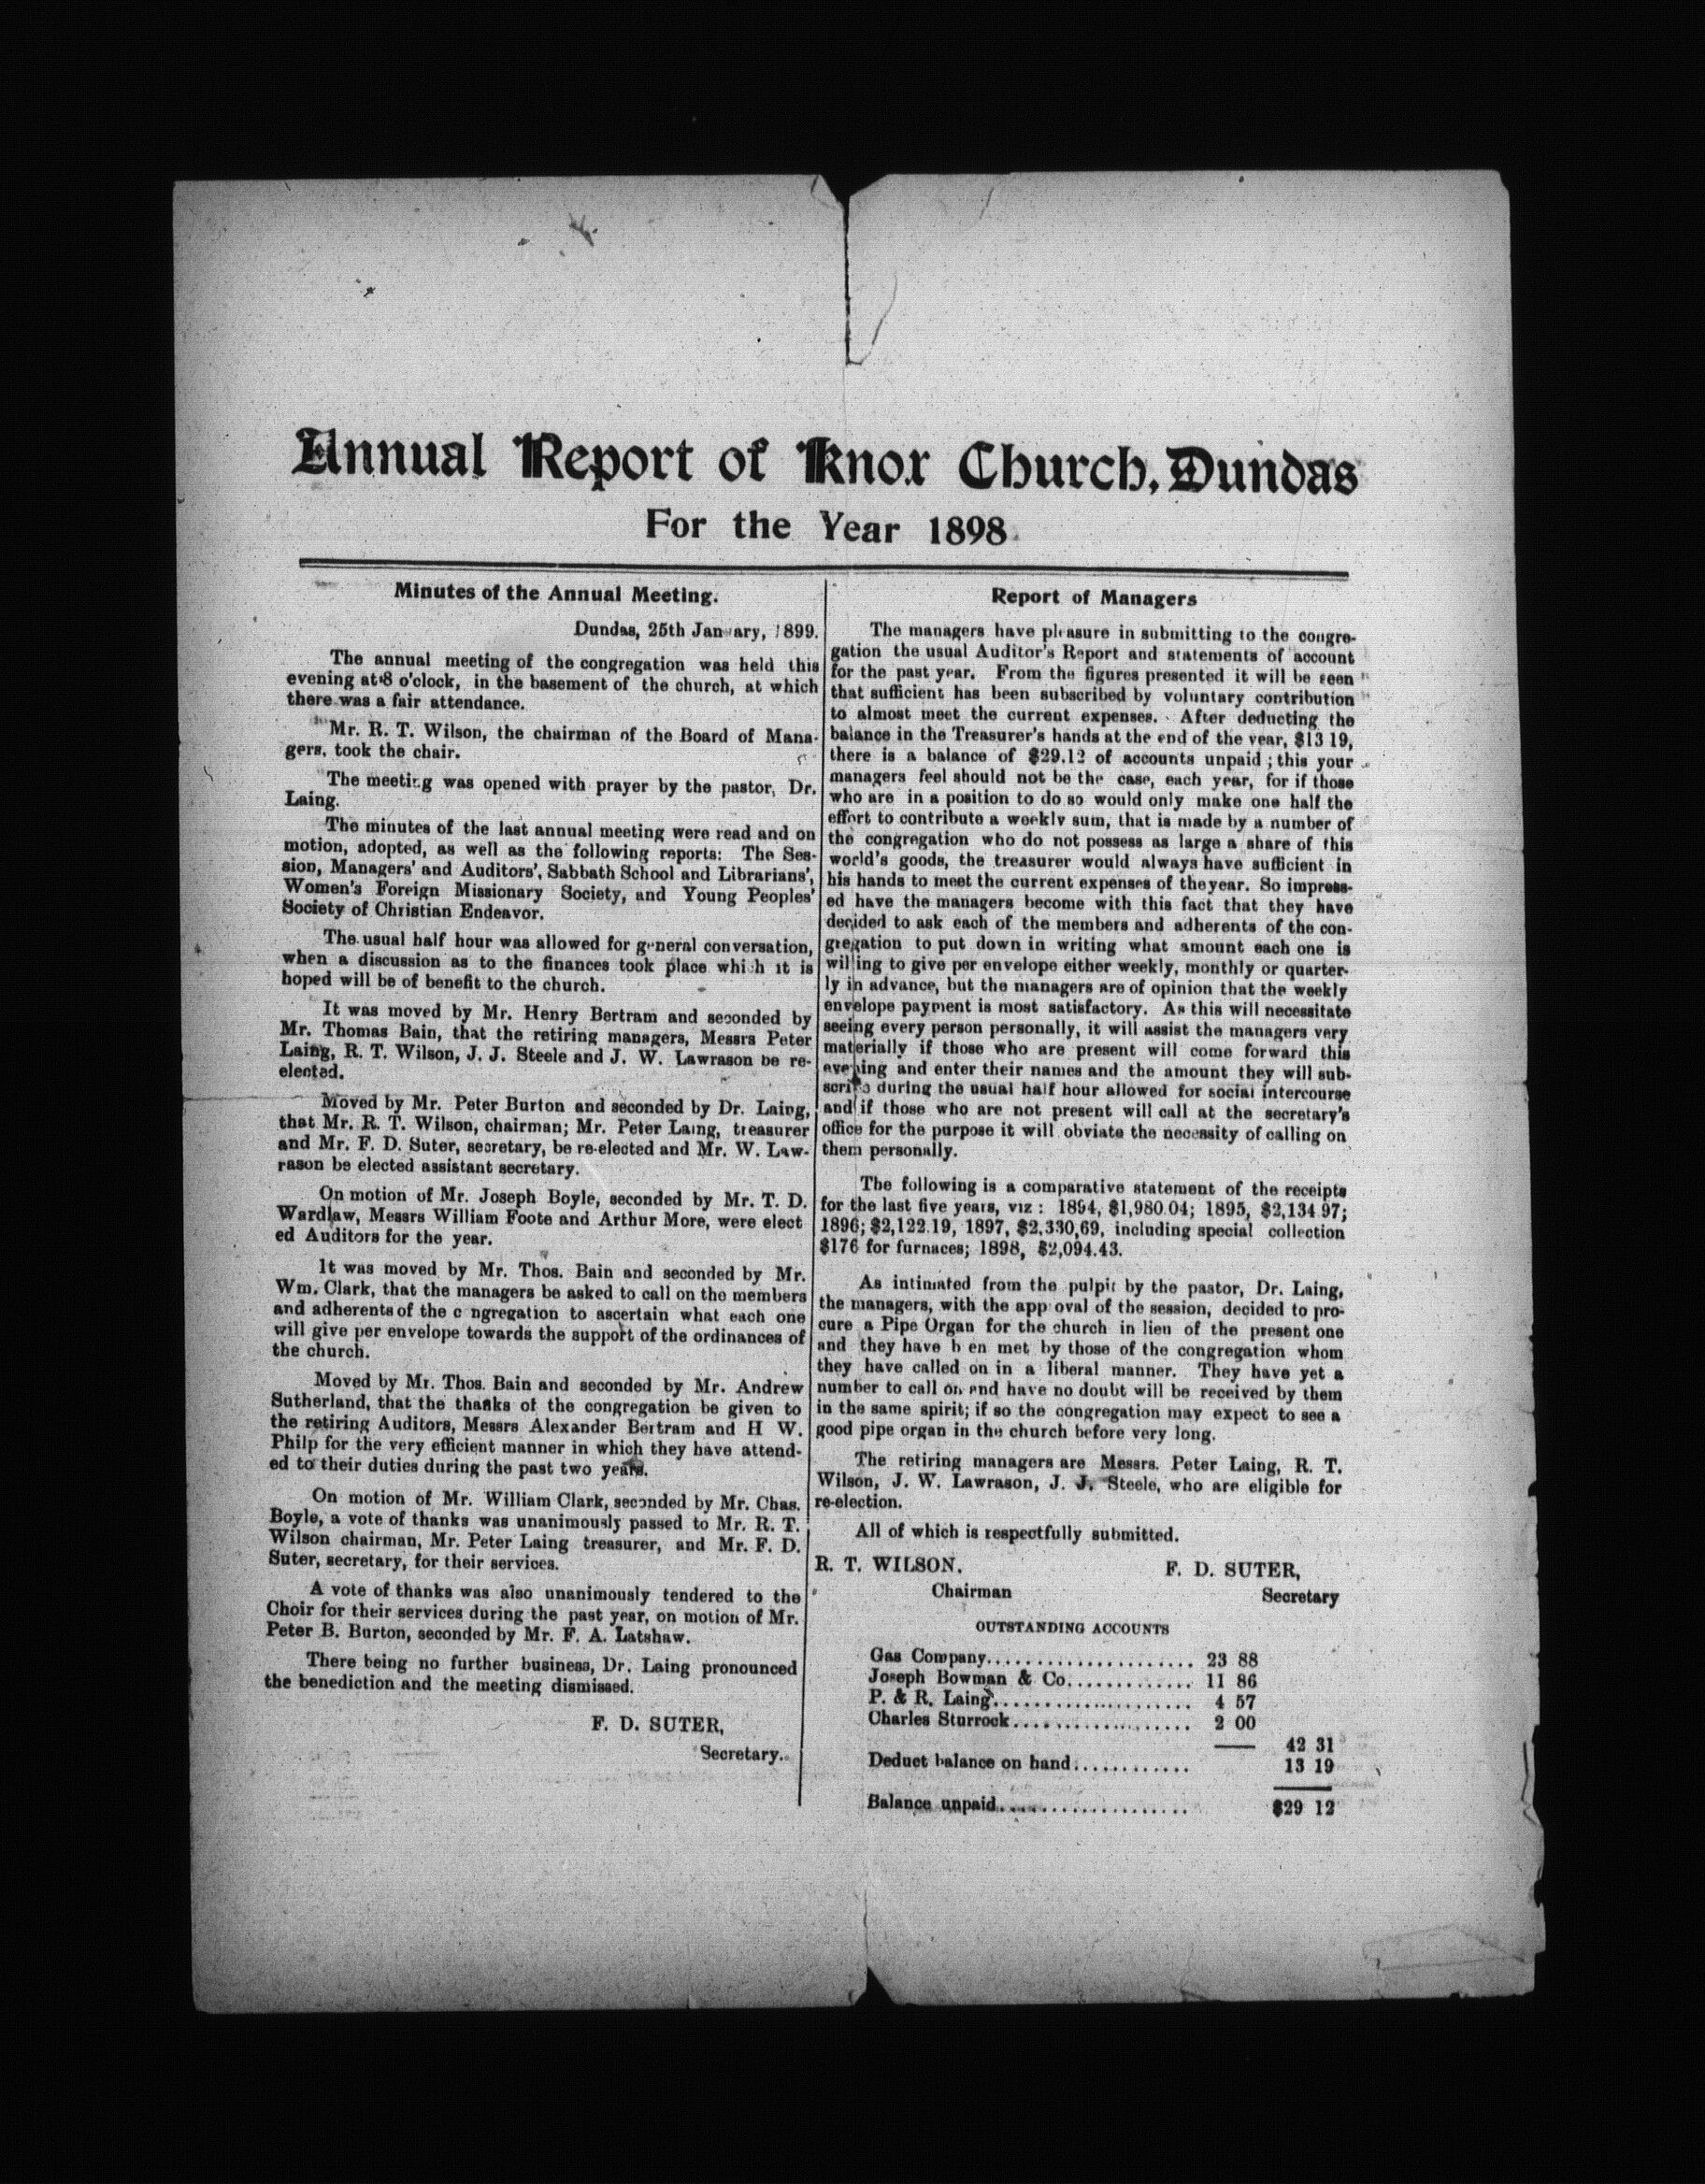 Annual Report of Knox Church, Dundas
For the Year 1898
Minutes of the Annual Meeting.
Dundas, 25th January, 1899.
The annual meeting of the congregation was held this
evening at 8 o'clock, in the basement of the church, at which
there was a fair attendance.
Mr. R. T. Wilson, the chairman of the Board of Mana-
gers, took the chair.
The meeting was opened with prayer by the pastor, Dr.
Laing.
The minutes of the last annual meeting were read and on
motion, adopted, as well as the following reports: The Ses-
sion, Managers' and Auditors', Sabbath School and Librarians',
Women's Foreign Missionary Society, and Young Peoples'
Society of Christian Endeavor.
The usual half hour was allowed for general conversation,
when a discussion as to the finances took place which it is
hoped will be of benefit to the church.
It was moved by Mr. Henry Bertram and seconded by
Mr. Thomas Bain, that the retiring managers, Messrs Peter
Laing, R. T. Wilson, J. J. Steele and J. W. Lawrason be re-
elected.
Moved by Mr. Peter Burton and seconded by Dr. Laing,
that Mr. R. T. Wilson, chairman; Mr. Peter Laing, treasurer
and Mr. F. D. Suter, secretary, be re-elected and Mr. W. Law-
rason be elected assistant secretary.
On motion of Mr. Joseph Boyle, seconded by Mr. T. D.
Wardlaw, Messrs William Foote and Arthur More, were elect
ed Auditors for the year.
It was moved by Mr. Thos. Bain and seconded by Mr.
Wm. Clark, that the managers be asked to call on the members
and adherents of the c ngregation to ascertain what each one
will give per envelope towards the support of the ordinances of
the church.
Moved by Mr. Thos. Bain and seconded by Mr. Andrew
Sutherland, that the thanks of the congregation be given to
the retiring Auditors, Messrs Alexander Bertram and H W.
Philp for the very efficient manner in which they have attend-
ed to their duties during the past two years.
On motion of Mr. William Clark, seconded by Mr. Chas.
Boyle, a vote of thanks was unanimously passed to Mr. R. T.
Wilson chairman, Mr. Peter Laing treasurer, and Mr. F. D.
Suter, secretary, for their services.
A vote of thanks was also unanimously tendered to the
Choir for their services during the past year, on motion of Mr.
Peter B. Burton, seconded by Mr. F. A. Latshaw.
There being no further business, Dr. Laing pronounced
the benediction and the meeting dismissed.
F. D. SUTER,
Secretary.
Report of Managers
The managers have pleasure in submitting to the congre-
gation the usual Auditor's Report and statements of account
for the past year. From the figures presented it will be seen
that sufficient has been subscribed by voluntary contribution
to almost meet the current expenses. After deducting the
balance in the Treasurer's hands at the end of the year, $13 19,
there is a balance of $29.12 of accounts unpaid ; this your
managers feel should not be the case, each year, for if those
who are in a position to do so would only make one half the
effort to contribute a weekly sum, that is made by a number of
the congregation who do not possess as large a share of this
world's goods, the treasurer would always have sufficient in
his hands to meet the current expenses of the year. So impress-
ed have the managers become with this fact that they have
decided to ask each of the members and adherents of the con-
gregation to put down in writing what amount each one is
willing to give per envelope either weekly, monthly or quarter-
ly in advance, but the managers are of opinion that the weekly
envelope payment is most satisfactory. As this will necessitate
seeing every person personally, it will assist the managers very
materially if those who are present will come forward this
evening and enter their names and the amount they will sub-
scribe during the usual half hour allowed for social intercourse
and if those who are not present will call at the secretary's
office for the purpose it will obviate the necessity of calling on
them personally.
The following is a comparative statement of the receipts
for the last five years, viz : 1894, $1,980.04; 1895, $2,134 97;
1896; $2,122.19, 1897, $2,330,69, including special collection
$176 for furnaces; 1898, $2,094.43.
As intimated from the pulpit by the pastor, Dr. Laing,
the managers, with the app oval of the session, decided to pro-
cure a Pipe Organ for the church in lieu of the present one
and they have b en met by those of the congregation whom
they have called on in a liberal manner. They have yet a
number to call on and have no doubt will be received by them
in the same spirit; if so the congregation may expect to see a
good pipe organ in the church before very long.
The retiring managers are Messrs. Peter Laing, R. T.
Wilson, J. W. Lawrason, J. J. Steele, who are eligible for
re-election.
All of which is respectfully submitted.
R. T. WILSON. F. D. SUTER,
Chairman Secretary
OUTSTANDING ACCOUNTS
Gas Company..................... 23 88
Joseph Bowman & Co............. 11 86
P. & R. Laing.................... 4 57
Charles Sturrock.................. 2 00
42 31
Deduct balance on hand............ 13 19
Balance unpaid................... $29 12